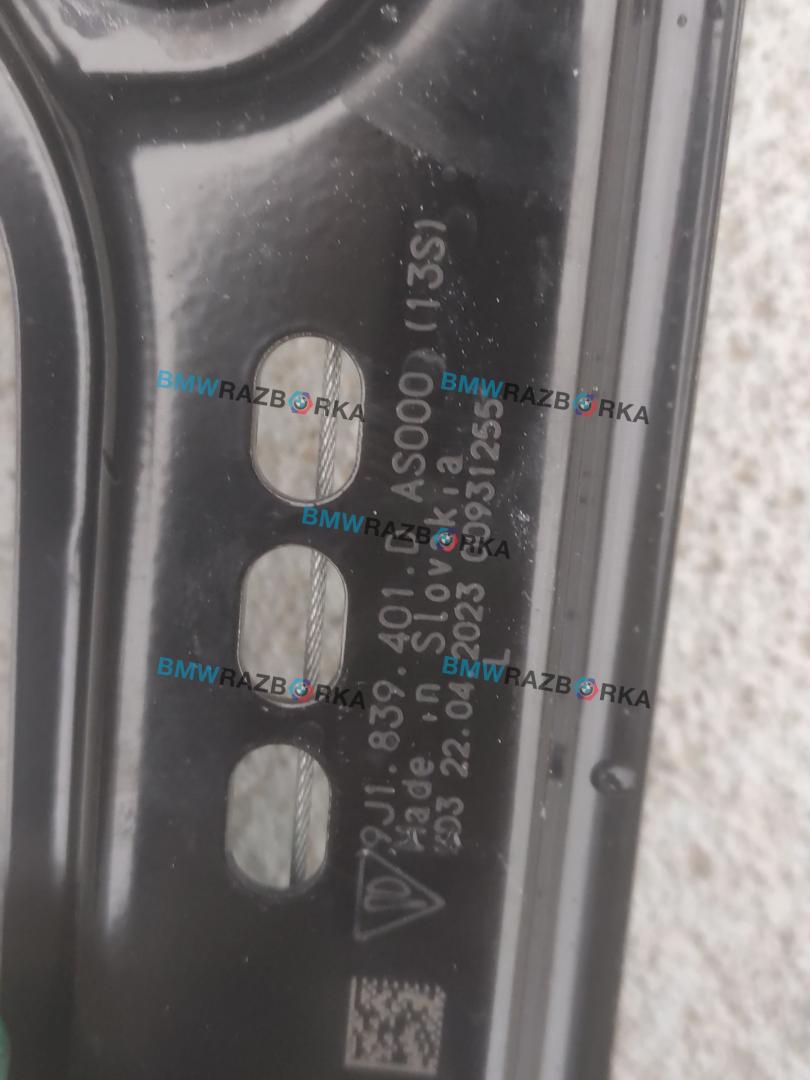 9J1.839.401.D AS000 (13S)
Made in Slovakia
22.04.2023 00931255
L
BMWRAZBORKA
BMWRAZBORKA
BMWRAZBORKA
BMWRAZBORKA
BMWRAZBORKA